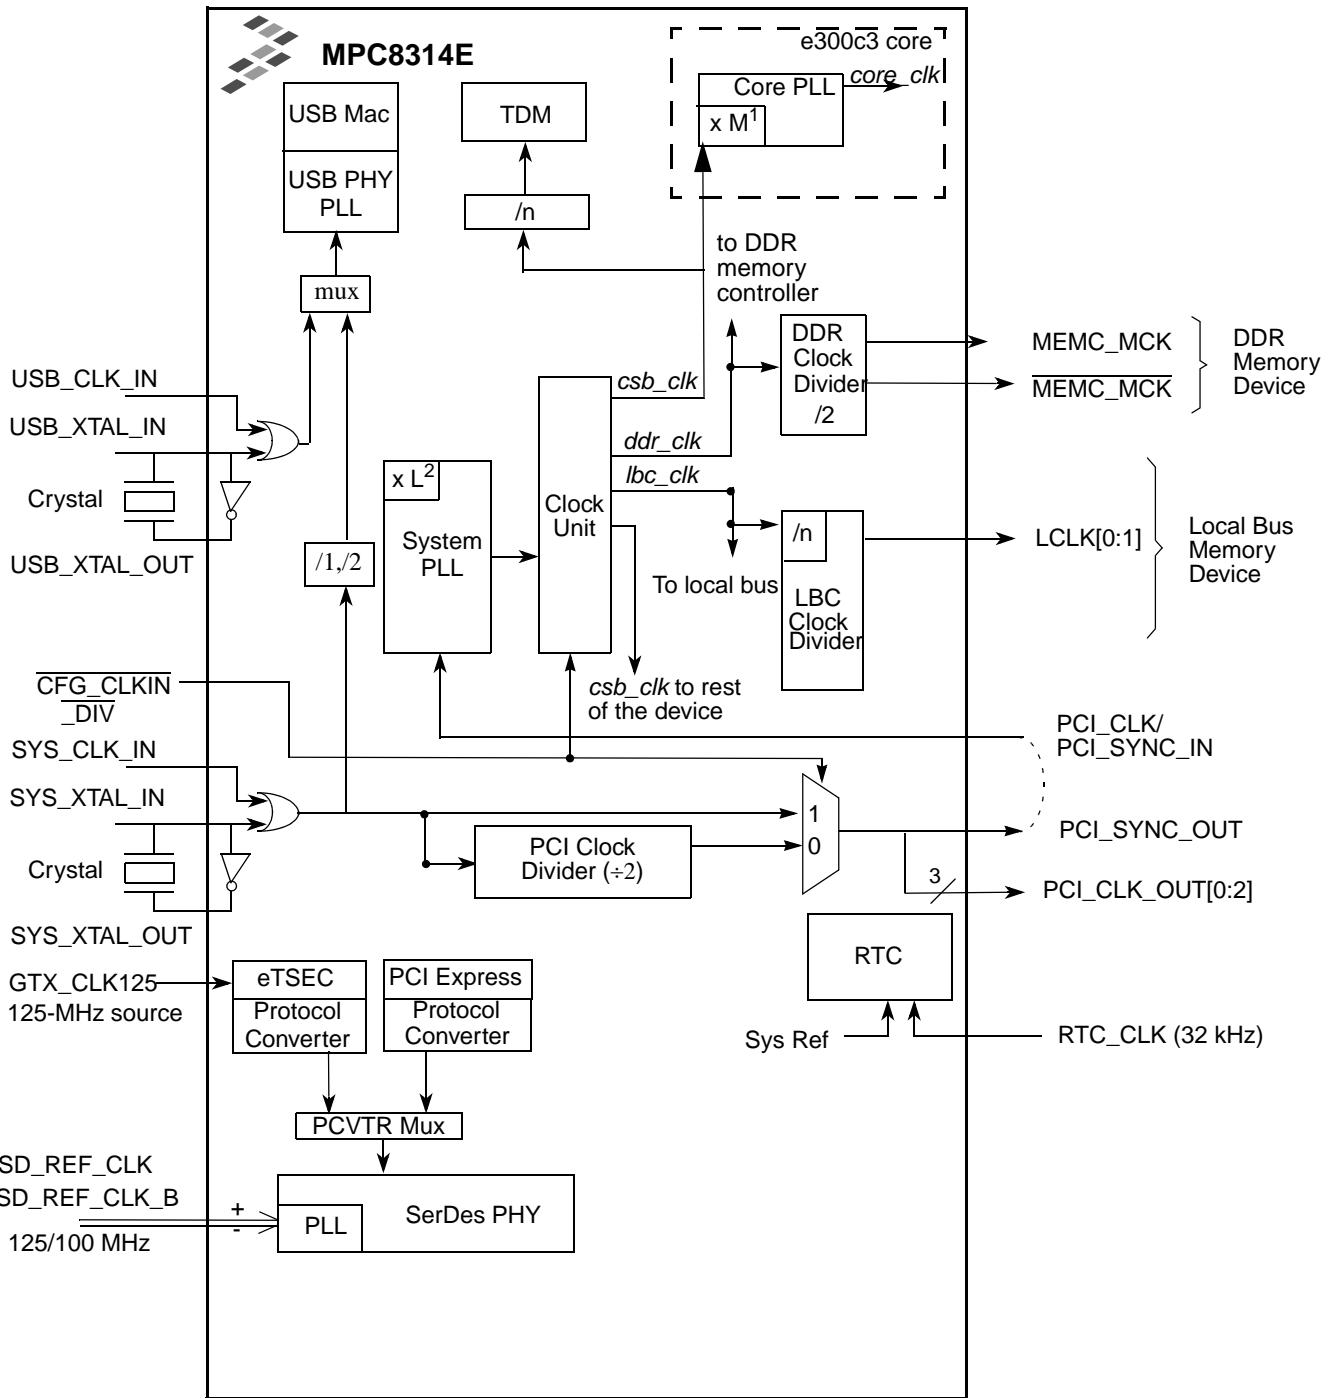 MPC8314E
e300c3 core
Core PLL
core_clk
x M1
USB Mac
USB PHY
PLL
TDM
/n
mux
to DDR
memory
controller
DDR
Clock
Divider
/2
MEMC_MCK
MEMC_MCK
DDR
Memory
Device
USB_CLK_IN
USB_XTAL_IN
Crystal
USB_XTAL_OUT
csb_clk
ddr_clk
lbc_clk
x L2
System
PLL
Clock
Unit
/1,/2
To local bus
/n
LBC
Clock
Divider
LCLK[0:1]
Local Bus
Memory
Device
csb_clk to rest
of the device
CFG_CLKIN
_DIV
SYS_CLK_IN
SYS_XTAL_IN
Crystal
SYS_XTAL_OUT
PCI_CLK/
PCI_SYNC_IN
1
0
PCI Clock
Divider (÷2)
PCI_SYNC_OUT
3
PCI_CLK_OUT[0:2]
RTC
Sys Ref
RTC_CLK (32 kHz)
GTX_CLK125
125-MHz source
eTSEC
Protocol
Converter
PCI Express
Protocol
Converter
PCVTR Mux
SD_REF_CLK
SD_REF_CLK_B
+
-
125/100 MHz
PLL
SerDes PHY